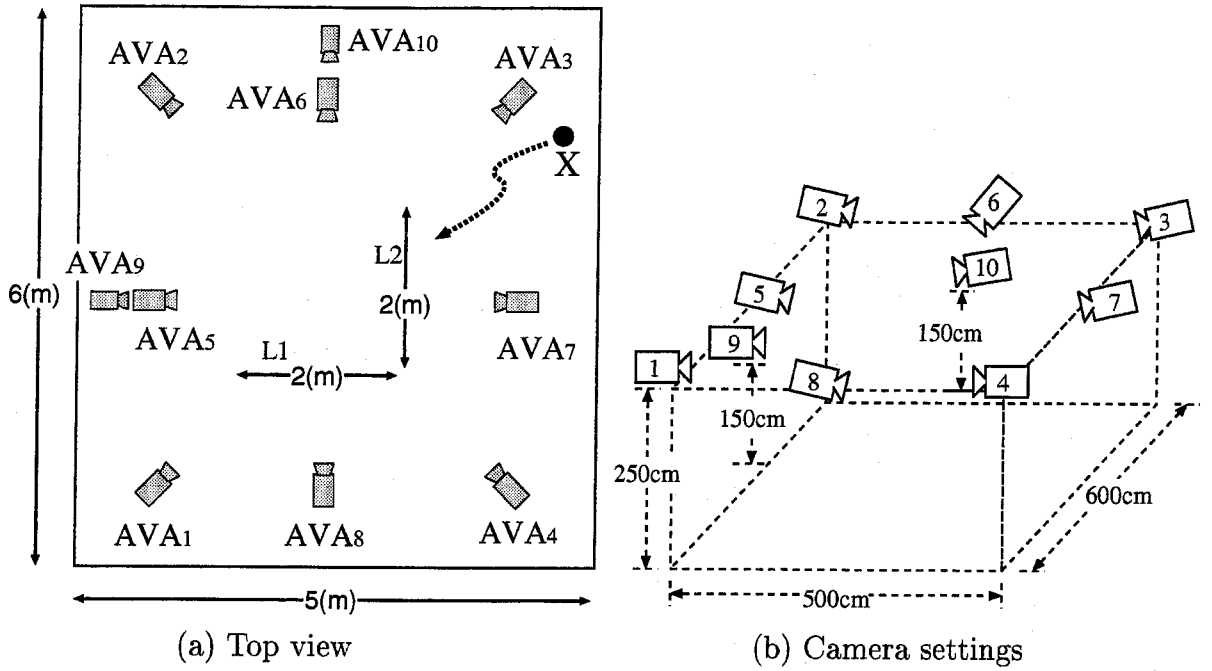 AVA2
AVA10
AVA3
AVA6
X
L2
AVA9
6(m)
2(m)
AVA5
AVA7
L1
2(m)
AVA1
AVA8
AVA4
5(m)
(a) Top view
2
6
3
10
5
7
9
150cm
1
8
4
150cm
250cm
600cm
500cm
(b) Camera settings